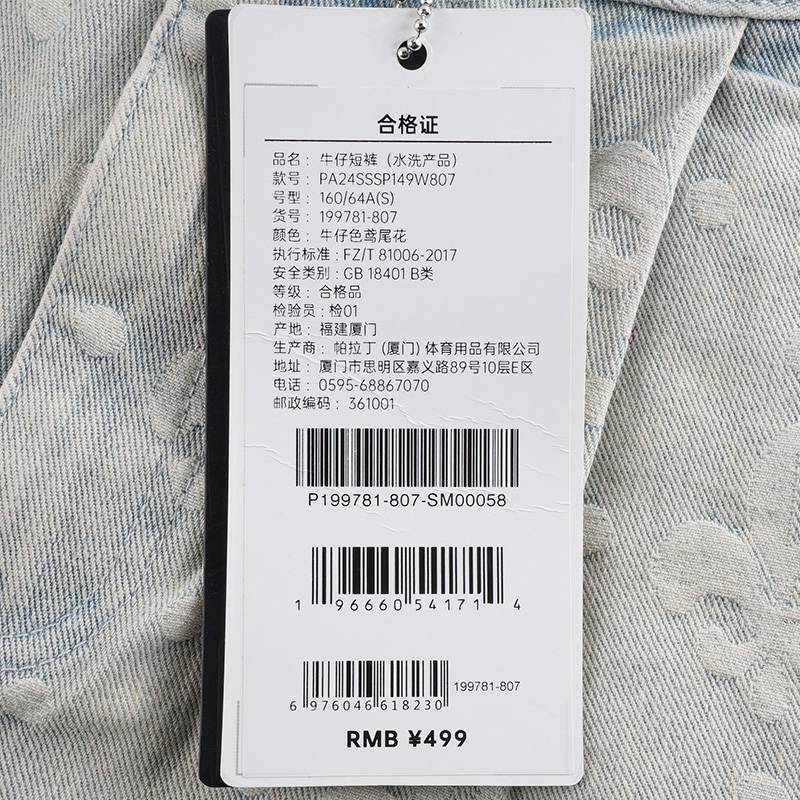 合格证
品名： 牛仔短裤（水洗产品）
款号： PA24SSSP149W807
号型： 160/64A(S)
货号： 199781-807
颜色： 牛仔色鸢尾花
执行标准：FZ/T 81006-2017
安全类别：GB 18401 B类
等级： 合格品
检验员：检01
产地： 福建厦门
生产商： 帕拉丁 (厦门) 体育用品有限公司
地址： 厦门市思明区嘉义路89号10层E区
电话： 0595-68867070
邮政编码： 361001
P199781-807-SM00058
1 96660 54171 4
199781-807
6 976046 618230
RMB ¥499